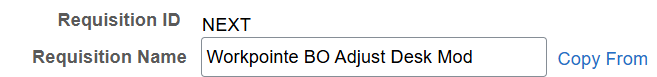 Requisition ID NEXT
Requisition Name Workpointe BO Adjust Desk Mod Copy From